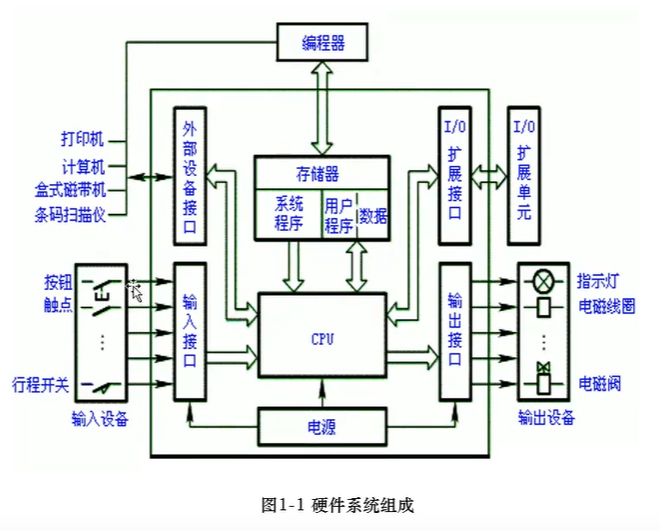 编程器
打印机
计算机
盒式磁带机
条码扫描仪
外部设备接口
存储器
系统程序
用户程序
数据
I/O扩展接口
I/O扩展单元
按钮
触点
行程开关
输入设备
E
输入接口
CPU
输出接口
指示灯
电磁线圈
电磁阀
输出设备
电源
图1-1 硬件系统组成